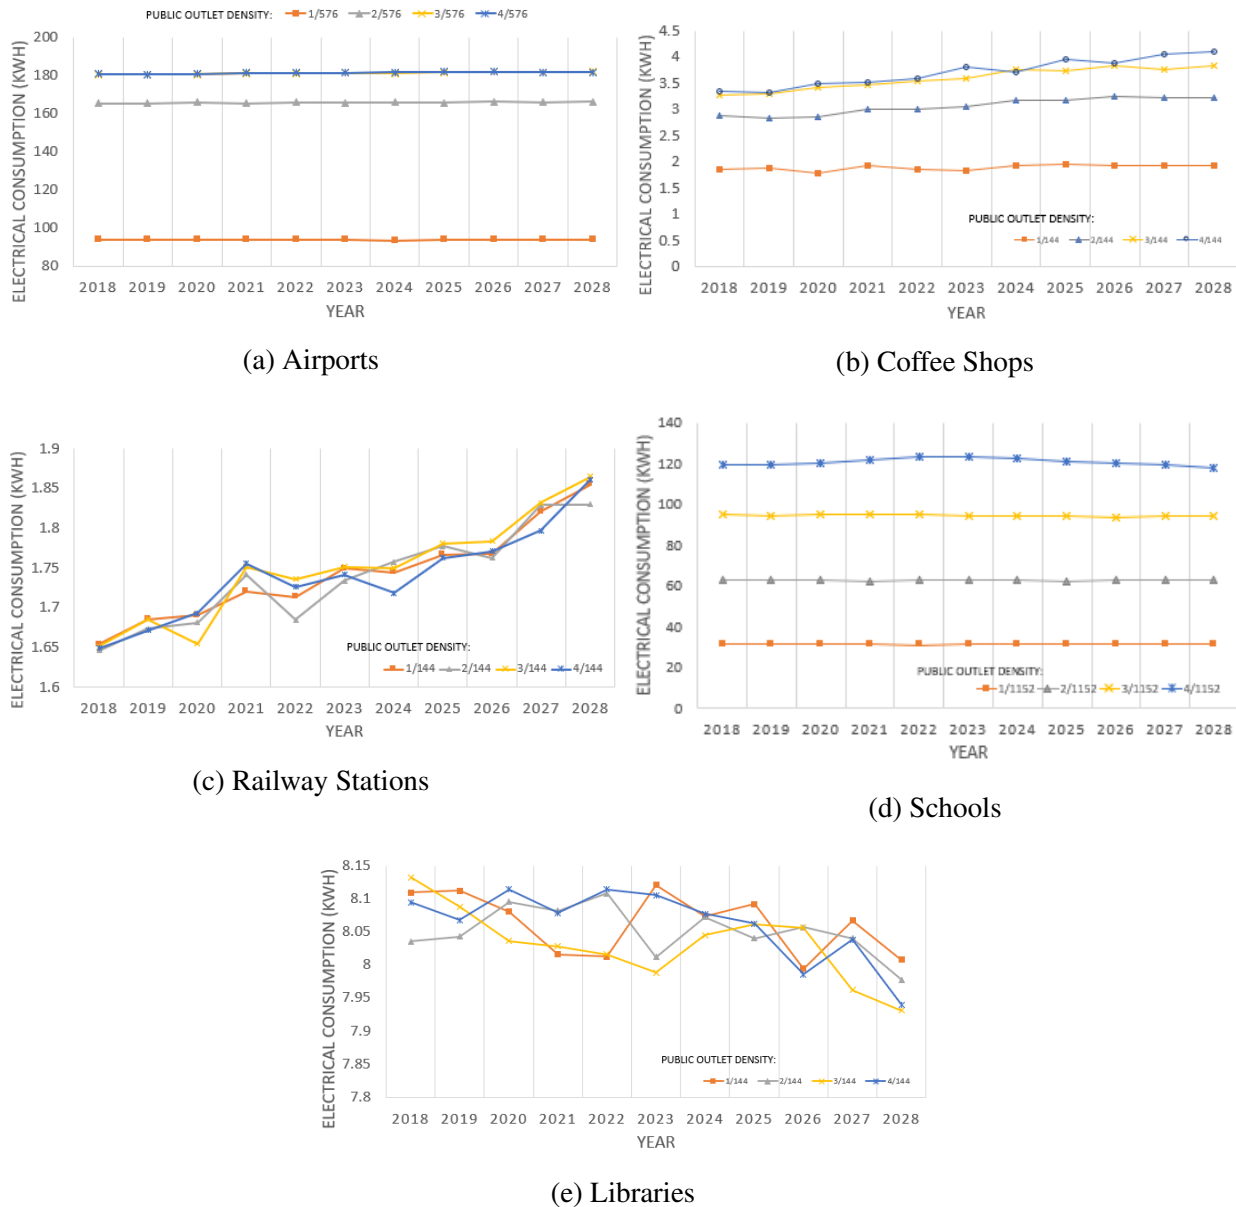 PUBLIC OUTLET DENSITY: 1/576 2/576 3/576 4/576
ELECTRICAL CONSUMPTION (KWH)
200
180
160
140
120
100
80
2018 2019 2020 2021 2022 2023 2024 2025 2026 2027 2028
YEAR
(a) Airports
ELECTRICAL CONSUMPTION (KWH)
4.5
4
3.5
3
2.5
2
1.5
1
0.5
0
PUBLIC OUTLET DENSITY:
1/144 2/144 3/144 4/144
2018 2019 2020 2021 2022 2023 2024 2025 2026 2027 2028
YEAR
(b) Coffee Shops
ELECTRICAL CONSUMPTION (KWH)
1.9
1.85
1.8
1.75
1.7
1.65
1.6
PUBLIC OUTLET DENSITY:
1/144 2/144 3/144 4/144
2018 2019 2020 2021 2022 2023 2024 2025 2026 2027 2028
YEAR
(c) Railway Stations
ELECTRICAL CONSUMPTION (KWH)
140
120
100
80
60
40
20
0
PUBLIC OUTLET DENSITY:
1/1152 2/1152 3/1152 4/1152
2018 2019 2020 2021 2022 2023 2024 2025 2026 2027 2028
YEAR
(d) Schools
ELECTRICAL CONSUMPTION (KWH)
8.15
8.1
8.05
8
7.95
7.9
7.85
7.8
PUBLIC OUTLET DENSITY:
1/144 2/144 3/144 4/144
2018 2019 2020 2021 2022 2023 2024 2025 2026 2027 2028
YEAR
(e) Libraries